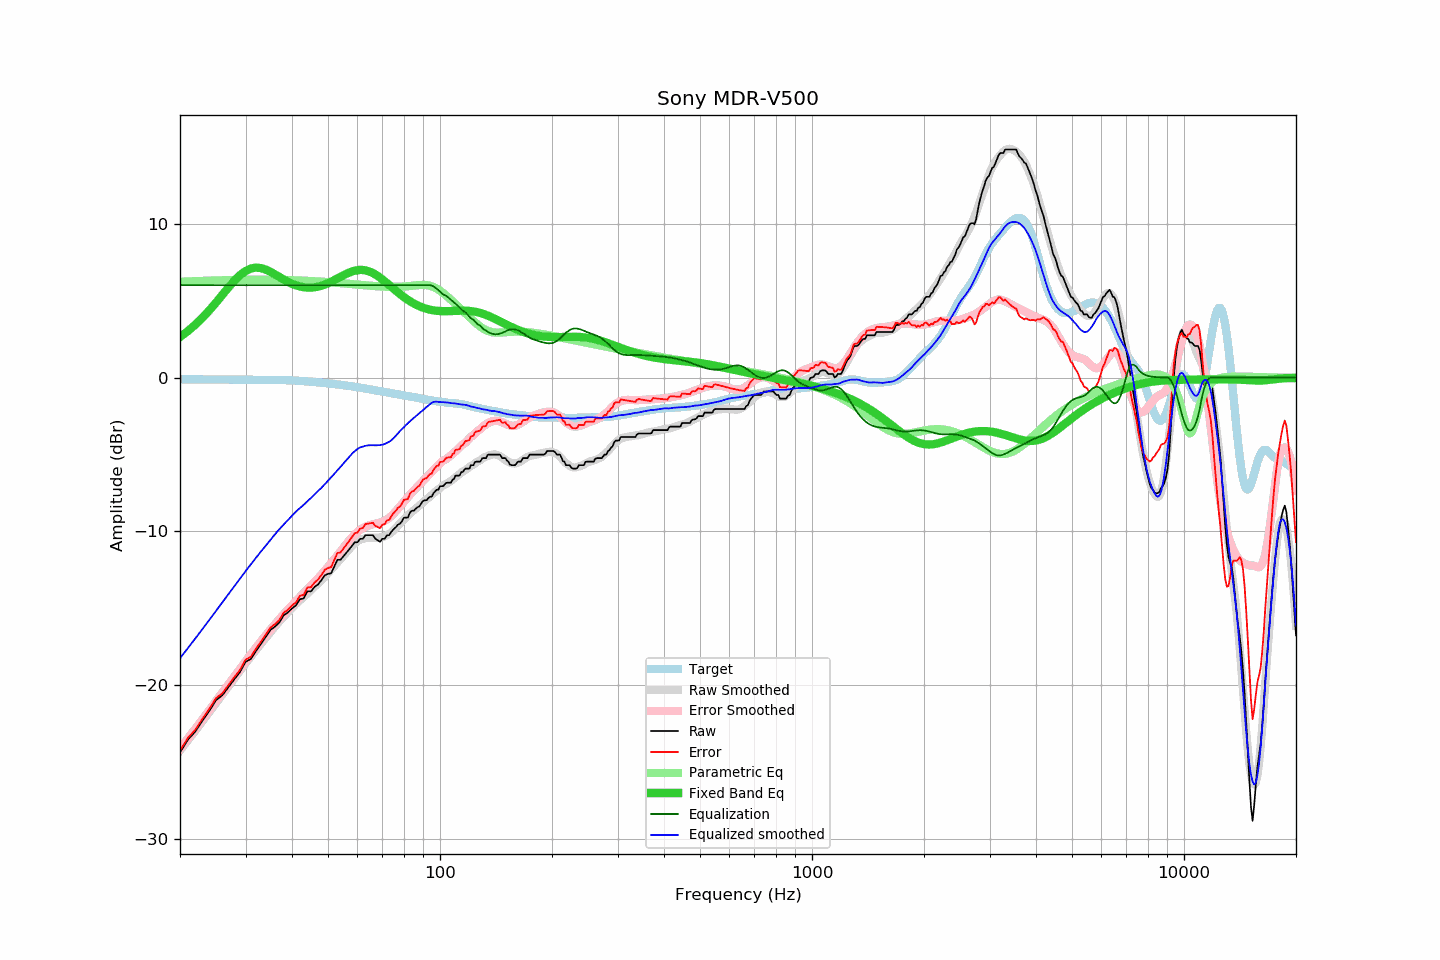 Sony MDR-V500
10
0
−10
−20
−30
Amplitude (dBr)
Target
Raw Smoothed
Error Smoothed
Raw
Error
Parametric Eq
Fixed Band Eq
Equalization
Equalized smoothed
100
1000
10000
Frequency (Hz)